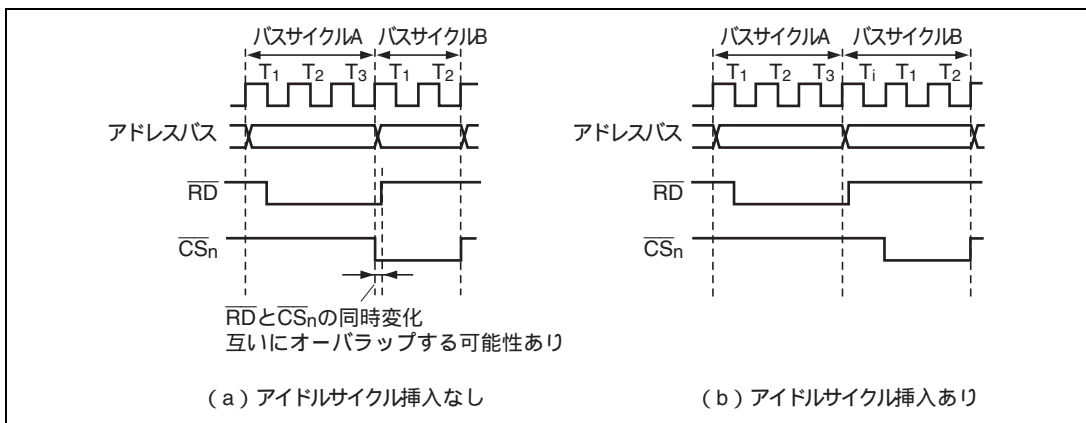 バスサイクルA バスサイクルB
T1 T2 T3 T1 T2
アドレスバス
RD
CSn
RDとCSnの同時変化
互いにオーバラップする可能性あり
(a)アイドルサイクル挿入なし
バスサイクルA バスサイクルB
T1 T2 T3 Ti T1 T2
アドレスバス
RD
CSn
(b)アイドルサイクル挿入あり